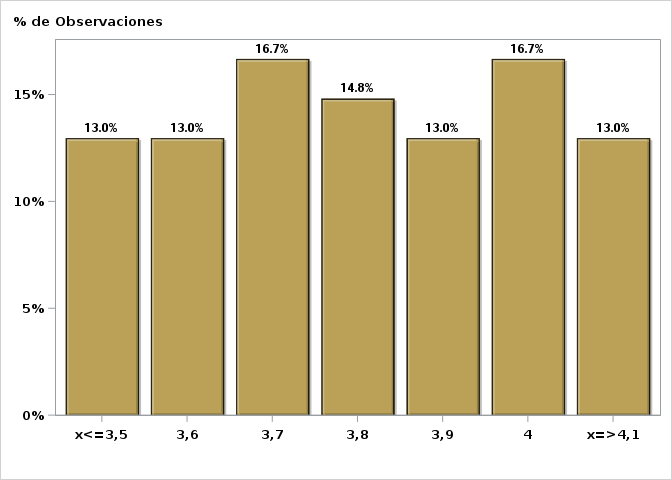 % de Observaciones
16.7% 16.7%
15% 14.8%
13.0% 13.0% 13.0% 13.0%
10%
5%
0%
x<=3,5 3,6 3,7 3,8 3,9 4 x=>4,1